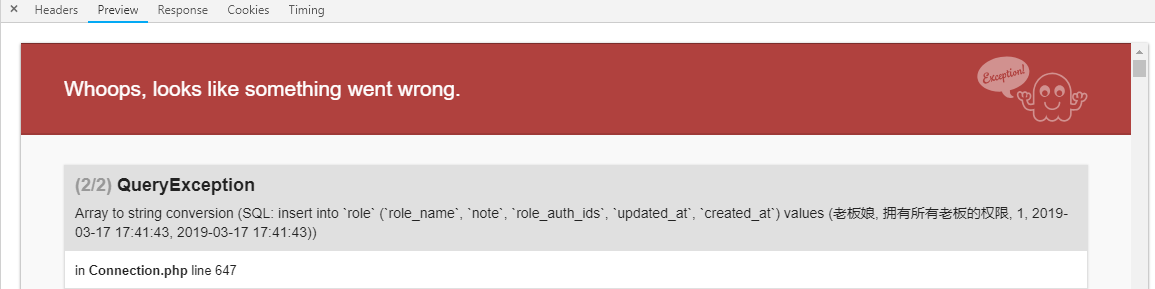 × Headers Preview Response Cookies Timing
Whoops, looks like something went wrong.
Exception!
(2/2) QueryException
Array to string conversion (SQL: insert into `role` (`role_name`, `note`, `role_auth_ids`, `updated_at`, `created_at`) values (老板娘, 拥有所有老板的权限, 1, 2019-
03-17 17:41:43, 2019-03-17 17:41:43))
in Connection.php line 647